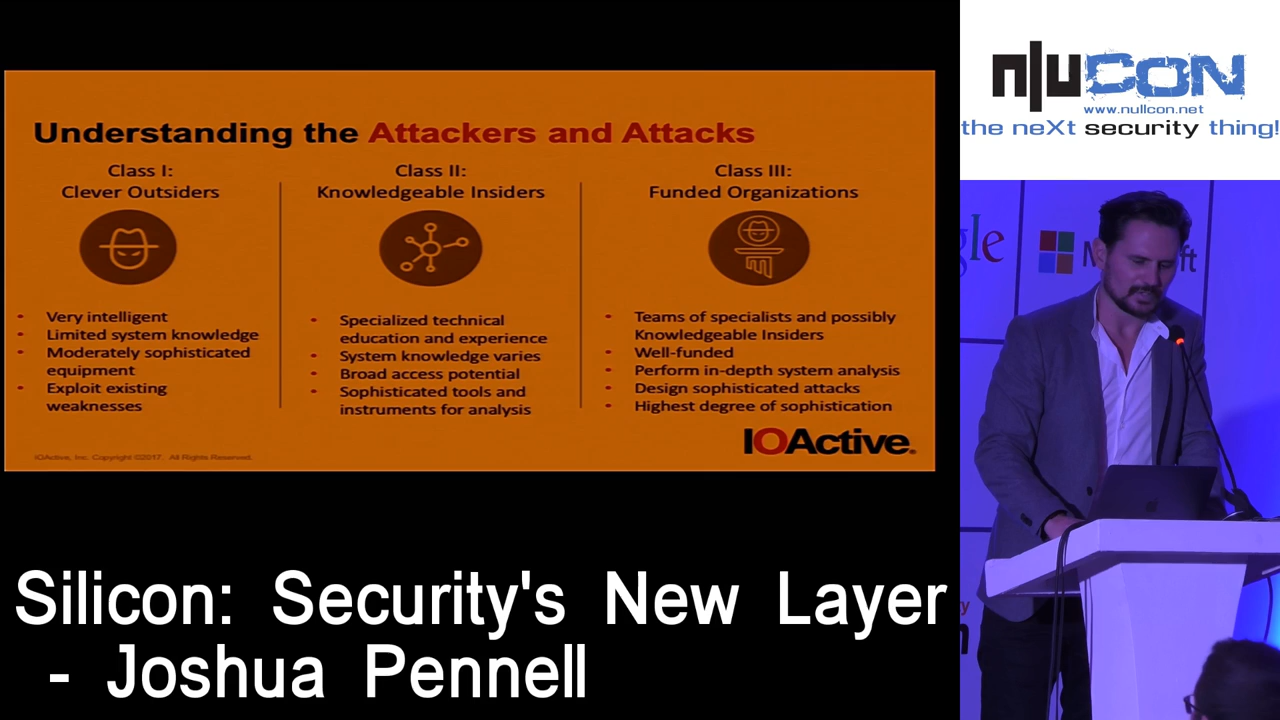 Understanding the Attackers and Attacks
Class I:
Clever Outsiders
• Very intelligent
• Limited system knowledge
• Moderately sophisticated
equipment
• Exploit existing
weaknesses
Class II:
Knowledgeable Insiders
• Specialized technical
education and experience
• System knowledge varies
• Broad access potential
• Sophisticated tools and
instruments for analysis
Class III:
Funded Organizations
• Teams of specialists and possibly
Knowledgeable Insiders
• Well-funded
• Perform in-depth system analysis
• Design sophisticated attacks
• Highest degree of sophistication
IOActive, Inc. Copyright ©2017. All Rights Reserved.
IOActive.
n|uCON
www.nullcon.net
the neXt security thing!
gle
Silicon: Security's New Layer
- Joshua Pennell